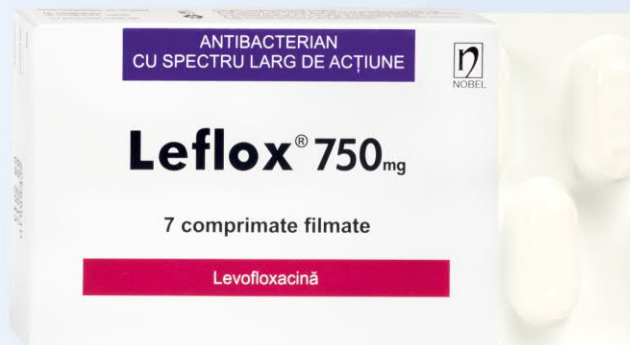 ANTIBACTERIAN
CU SPECTRU LARG DE ACȚIUNE
NOBEL
Leflox® 750mg
7 comprimate filmate
Levofloxacină